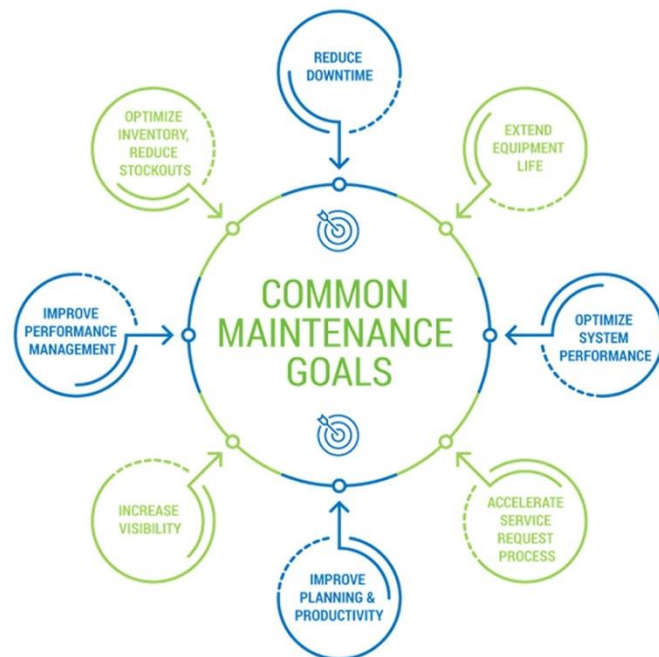 REDUCE
DOWNTIME
OPTIMIZE
INVENTORY,
REDUCE
STOCKOUTS
EXTEND
EQUIPMENT
LIFE
COMMON
MAINTENANCE
GOALS
IMPROVE
PERFORMANCE
MANAGEMENT
OPTIMIZE
SYSTEM
PERFORMANCE
INCREASE
VISIBILITY
ACCELERATE
SERVICE
REQUEST
PROCESS
IMPROVE
PLANNING &
PRODUCTIVITY